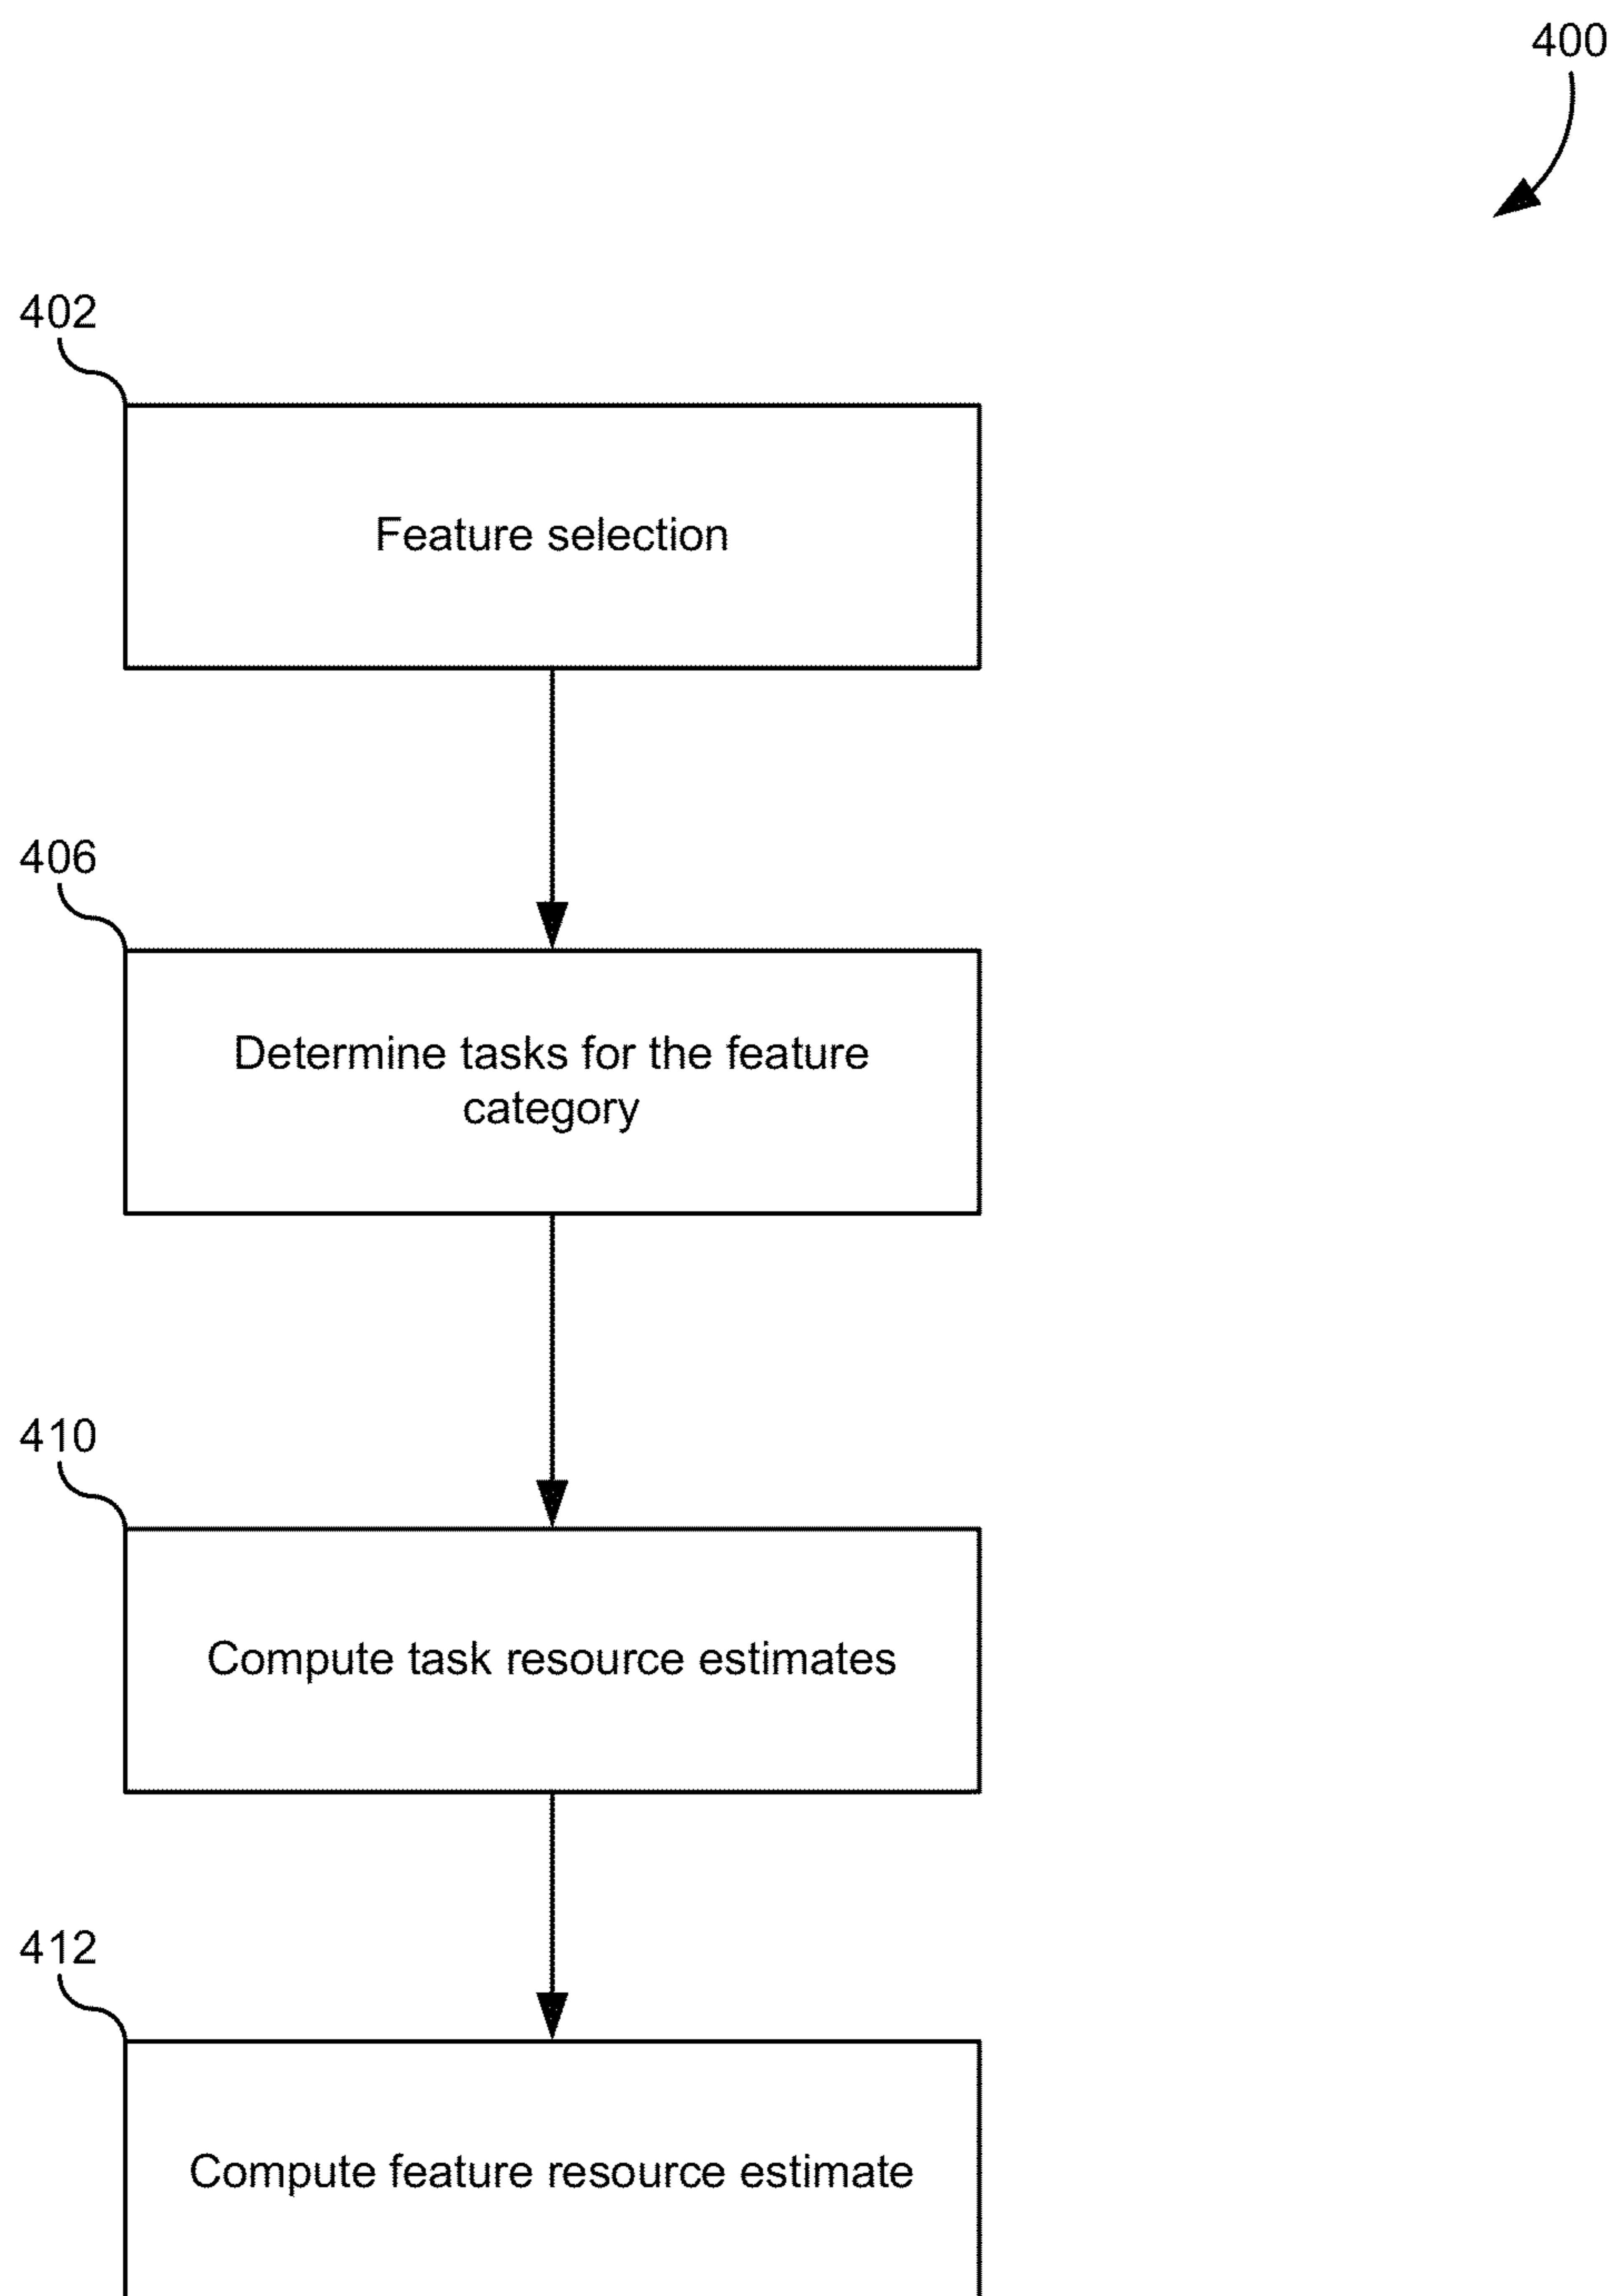 400
402
Feature selection
406
Determine tasks for the feature
category
410
Compute task resource estimates
412
Compute feature resource estimate